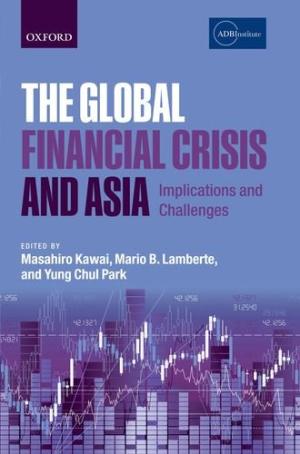 OXFORD
ADBInstitute
THE GLOBAL
FINANCIAL CRISIS
AND ASIA
Implications and
Challenges
EDITED BY
Masahiro Kawai, Mario B. Lamberte,
and Yung Chul Park